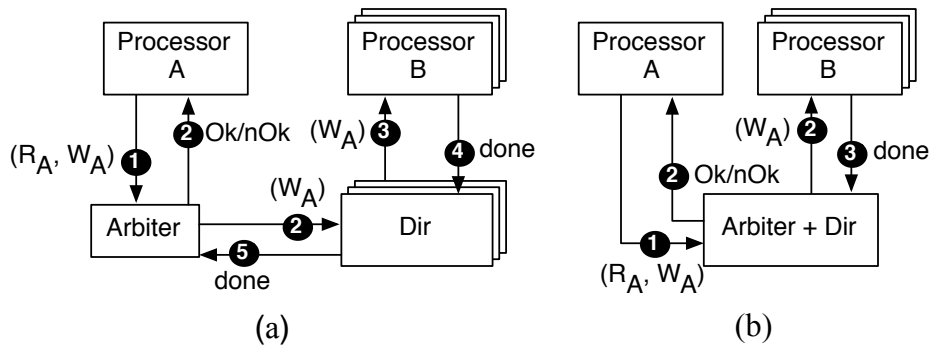 Processor
A
Processor
B
(R_A, W_A)
1
2
Ok/nOk
(W_A)
3
4
done
(W_A)
2
Arbiter
Dir
5
done
(a)
Processor
A
Processor
B
(W_A)
2
3
done
2
Ok/nOk
Arbiter + Dir
1
(R_A, W_A)
(b)